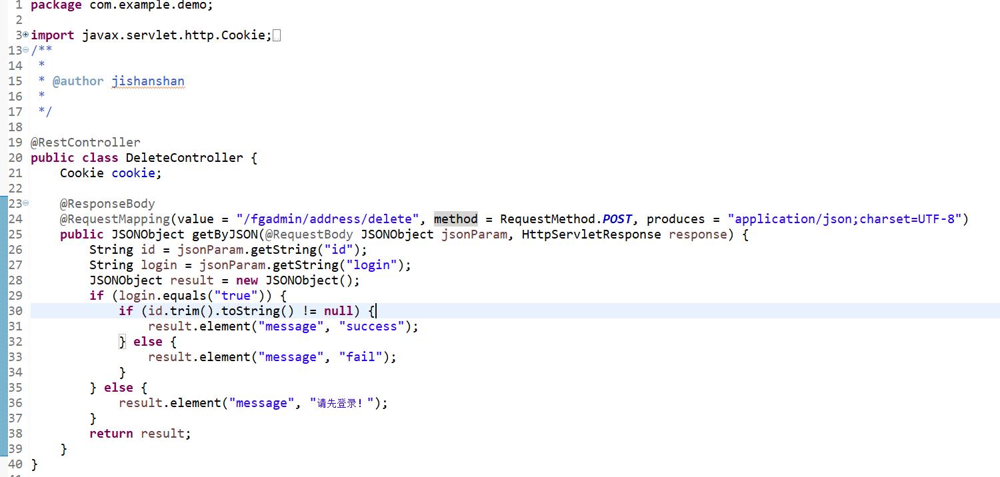 1 package com.example.demo;
2
3 import javax.servlet.http.Cookie;
13 /**
14 *
15 * @author jishanshan
16 *
17 */
18
19 @RestController
20 public class DeleteController {
21 Cookie cookie;
22
23 @ResponseBody
24 @RequestMapping(value = "/fgadmin/address/delete", method = RequestMethod.POST, produces = "application/json;charset=UTF-8")
25 public JSONObject getByJSON(@RequestBody JSONObject jsonParam, HttpServletResponse response) {
26 String id = jsonParam.getString("id");
27 String login = jsonParam.getString("login");
28 JSONObject result = new JSONObject();
29 if (login.equals("true")) {
30 if (id.trim().toString() != null) {
31 result.element("message", "success");
32 } else {
33 result.element("message", "fail");
34 }
35 } else {
36 result.element("message", "请先登录！");
37 }
38 return result;
39 }
40 }